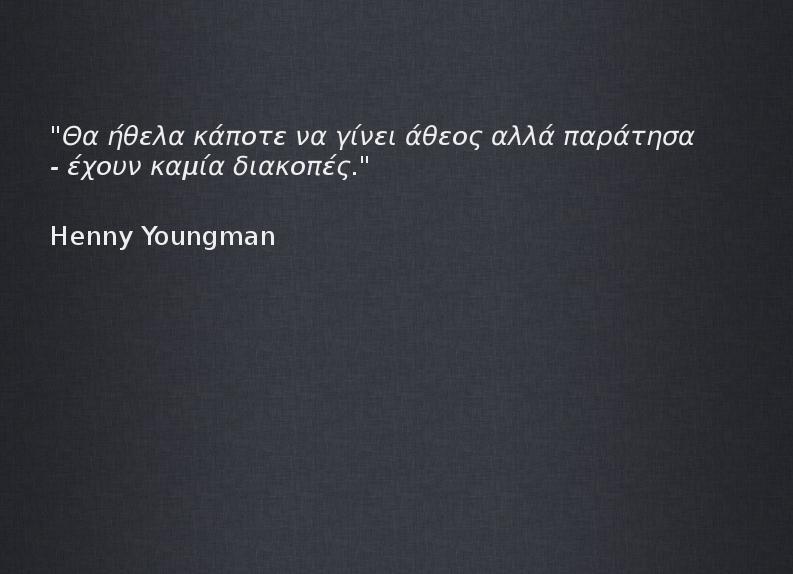 "Θα ήθελα κάποτε να γίνει άθεος αλλά παράτησα
- έχουν καμία διακοπές."
Henny Youngman